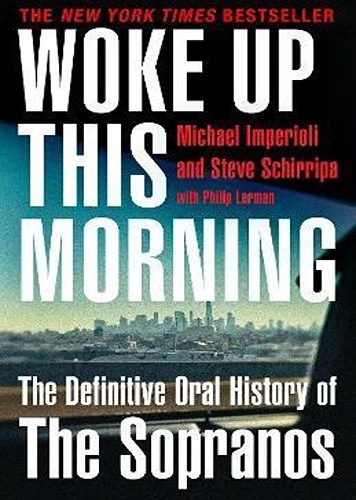 THE NEW YORK TIMES BESTSELLER
WOKE UP
THIS
MORNING
Michael Imperioli
and Steve Schirripa
with Philip Lerman
The Definitive Oral History of
The Sopranos